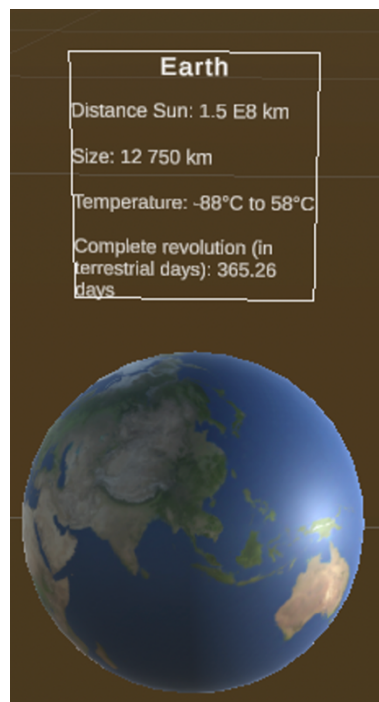 Earth
Distance Sun: 1.5 E8 km
Size: 12 750 km
Temperature: -88°C to 58°C
Complete revolution (in
terrestrial days): 365.26
days